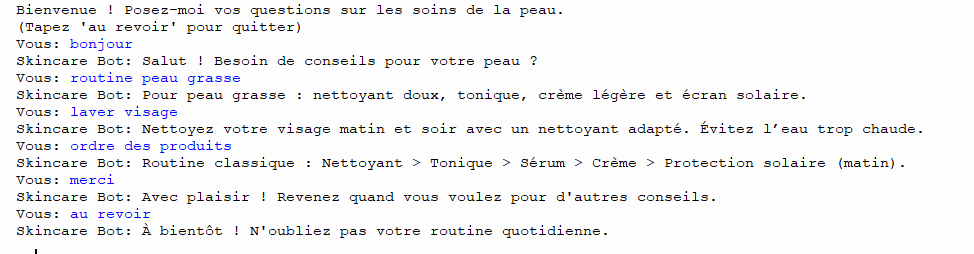 Bienvenue ! Posez-moi vos questions sur les soins de la peau.
(Tapez 'au revoir' pour quitter)
Vous: bonjour
Skincare Bot: Salut ! Besoin de conseils pour votre peau ?
Vous: routine peau grasse
Skincare Bot: Pour peau grasse : nettoyant doux, tonique, crème légère et écran solaire.
Vous: laver visage
Skincare Bot: Nettoyez votre visage matin et soir avec un nettoyant adapté. Évitez l’eau trop chaude.
Vous: ordre des produits
Skincare Bot: Routine classique : Nettoyant > Tonique > Sérum > Crème > Protection solaire (matin).
Vous: merci
Skincare Bot: Avec plaisir ! Revenez quand vous voulez pour d'autres conseils.
Vous: au revoir
Skincare Bot: À bientôt ! N'oubliez pas votre routine quotidienne.